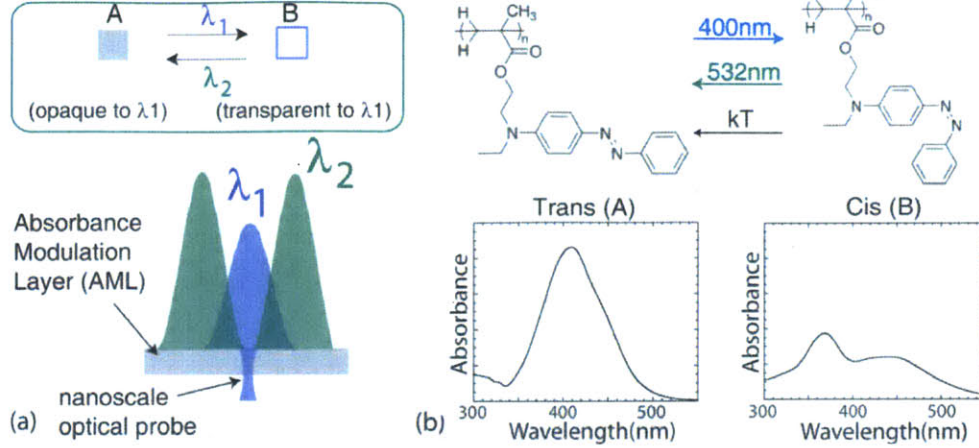 A
λ1
B
λ2
(opaque to λ1)
(transparent to λ1)
λ2
λ1
Absorbance
Modulation
Layer (AML)
nanoscale
optical probe
(a)
H
CH3
n
H
O
O
N
N
N
400nm
532nm
kT
n
H
O
O
N
N
N
Trans (A)
Cis (B)
Absorbance
300
400
500
Wavelength(nm)
Absorbance
300
400
500
Wavelength(nm)
(b)